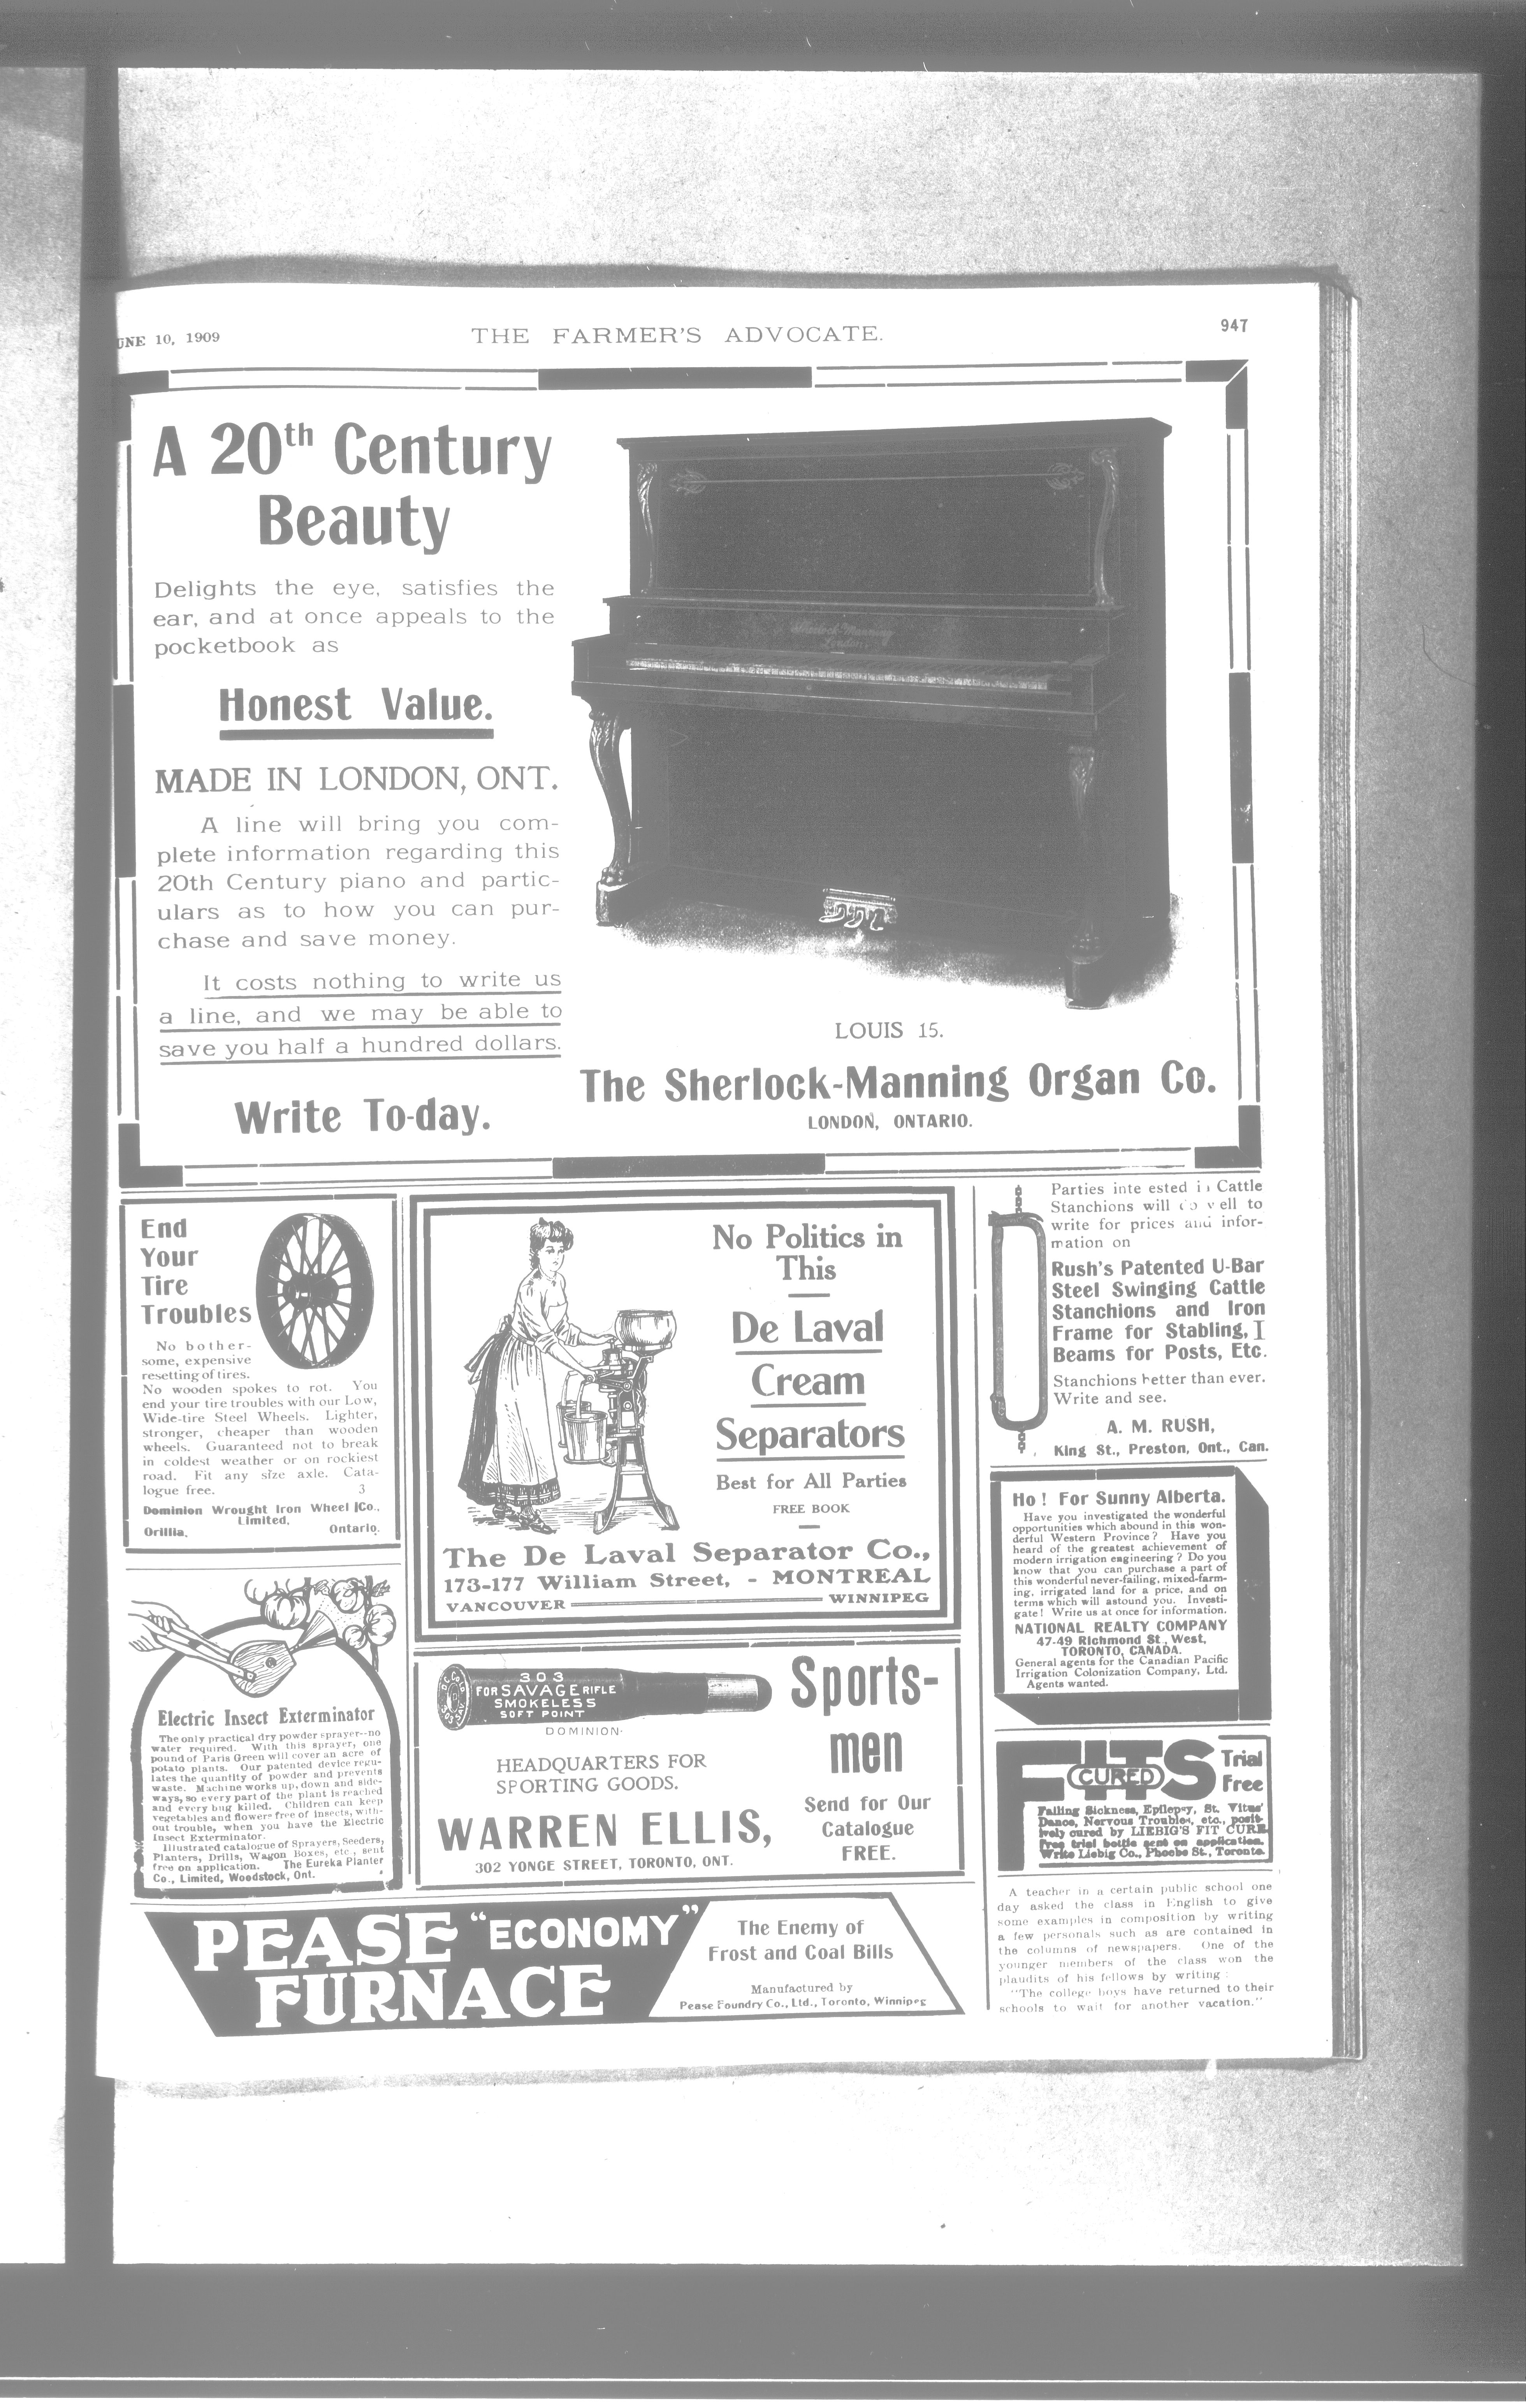 UNE 10, 1909
THE FARMER'S ADVOCATE.
947
A 20th Century
Beauty
Delights the eye, satisfies the
ear, and at once appeals to the
pocketbook as
Honest Value.
MADE IN LONDON, ONT.
A line will bring you com-
plete information regarding this
20th Century piano and partic-
ulars as to how you can pur-
chase and save money.
It costs nothing to write us
a line, and we may be able to
save you half a hundred dollars.
Write To-day.
Sherlock-Manning
London
LOUIS 15.
The Sherlock-Manning Organ Co.
LONDON, ONTARIO.
End
Your
Tire
Troubles
No bother-
some, expensive
resetting of tires.
No wooden spokes to rot. You
end your tire troubles with our Low,
Wide-tire Steel Wheels. Lighter,
stronger, cheaper than wooden
wheels. Guaranteed not to break
in coldest weather or on rockiest
road. Fit any size axle. Cata-
logue free. 3
Dominion Wrought Iron Wheel Co.,
Limited,
Orillia, Ontario.
Electric Insect Exterminator
The only practical dry powder sprayer--no
water required. With this sprayer, one
pound of Paris Green will cover an acre of
potato plants. Our patented device regu-
lates the quantity of powder and prevents
waste. Machine works up, down and side-
ways, so every part of the plant is reached
and every bug killed. Children can keep
vegetables and flowers free of insects, with-
out trouble, when you have the Electric
Insect Exterminator.
Illustrated catalogue of Sprayers, Seeders,
Planters, Drills, Wagon Boxes, etc., sent
free on application. The Eureka Planter
Co., Limited, Woodstock, Ont.
No Politics in
This
De Laval
Cream
Separators
Best for All Parties
FREE BOOK
The De Laval Separator Co.,
173-177 William Street, - MONTREAL
VANCOUVER WINNIPEG
303
FOR SAVAGE RIFLE
SMOKELESS
SOFT POINT
DOMINION
HEADQUARTERS FOR
SPORTING GOODS.
WARREN ELLIS,
302 YONGE STREET, TORONTO, ONT.
Sports-
men
Send for Our
Catalogue
FREE.
Parties inte ested in Cattle
Stanchions will do well to
write for prices and infor-
mation on
Rush's Patented U-Bar
Steel Swinging Cattle
Stanchions and Iron
Frame for Stabling, I
Beams for Posts, Etc.
Stanchions better than ever.
Write and see.
A. M. RUSH,
King St., Preston, Ont., Can.
Ho! For Sunny Alberta.
Have you investigated the wonderful
opportunities which abound in this won-
derful Western Province? Have you
heard of the greatest achievement of
modern irrigation engineering? Do you
know that you can purchase a part of
this wonderful never-failing, mixed-farm-
ing, irrigated land for a price, and on
terms which will astound you. Investi-
gate! Write us at once for information.
NATIONAL REALTY COMPANY
47-49 Richmond St., West,
TORONTO, CANADA.
General agents for the Canadian Pacific
Irrigation Colonization Company, Ltd.
Agents wanted.
FITS
CURED
Trial
Free
Falling Sickness, Epilepsy, St. Vitus'
Dance, Nervous Troubles, etc., posit-
ively cured by LIEBIG'S FIT CURE.
Free trial bottle sent on application.
Write Liebig Co., Phoebe St., Toronto.
A teacher in a certain public school one
day asked the class in English to give
some examples in composition by writing
a few personals such as are contained in
the columns of newspapers. One of the
younger members of the class won the
plaudits of his fellows by writing:
"The college boys have returned to their
schools to wait for another vacation."
PEASE "ECONOMY"
FURNACE
The Enemy of
Frost and Coal Bills
Manufactured by
Pease Foundry Co., Ltd., Toronto, Winnipeg